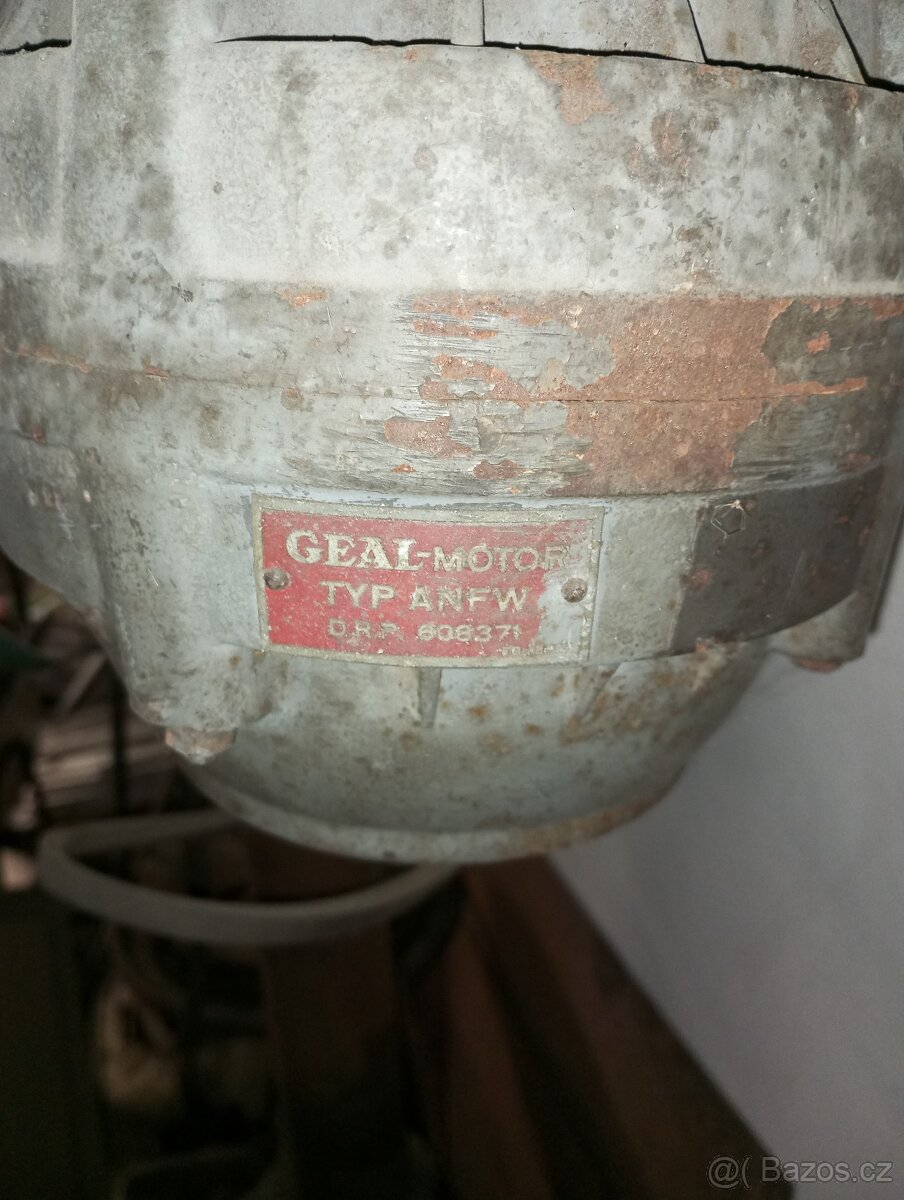 GEAL-MOTOR
TYP ANFW
D.R.P. 608371
@( Bazos.cz